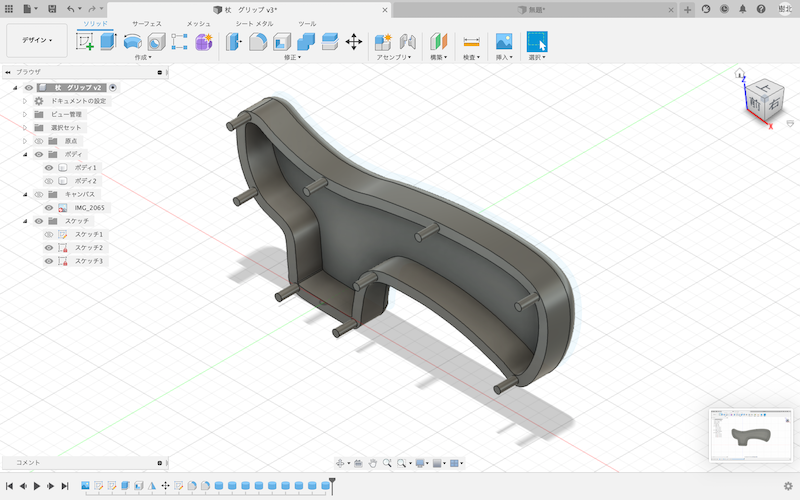 杖　グリップ v3*
無題*
樹北
ソリッド
サーフェス
メッシュ
シート メタル
ツール
デザイン
作成
修正
アセンブリ
構築
検査
挿入
選択
ブラウザ
杖　グリップ v2
ドキュメントの設定
ビュー管理
選択セット
原点
ボディ
ボディ1
ボディ2
キャンバス
IMG_2065
スケッチ
スケッチ1
スケッチ2
スケッチ3
Z
上
前
右
X
コメント